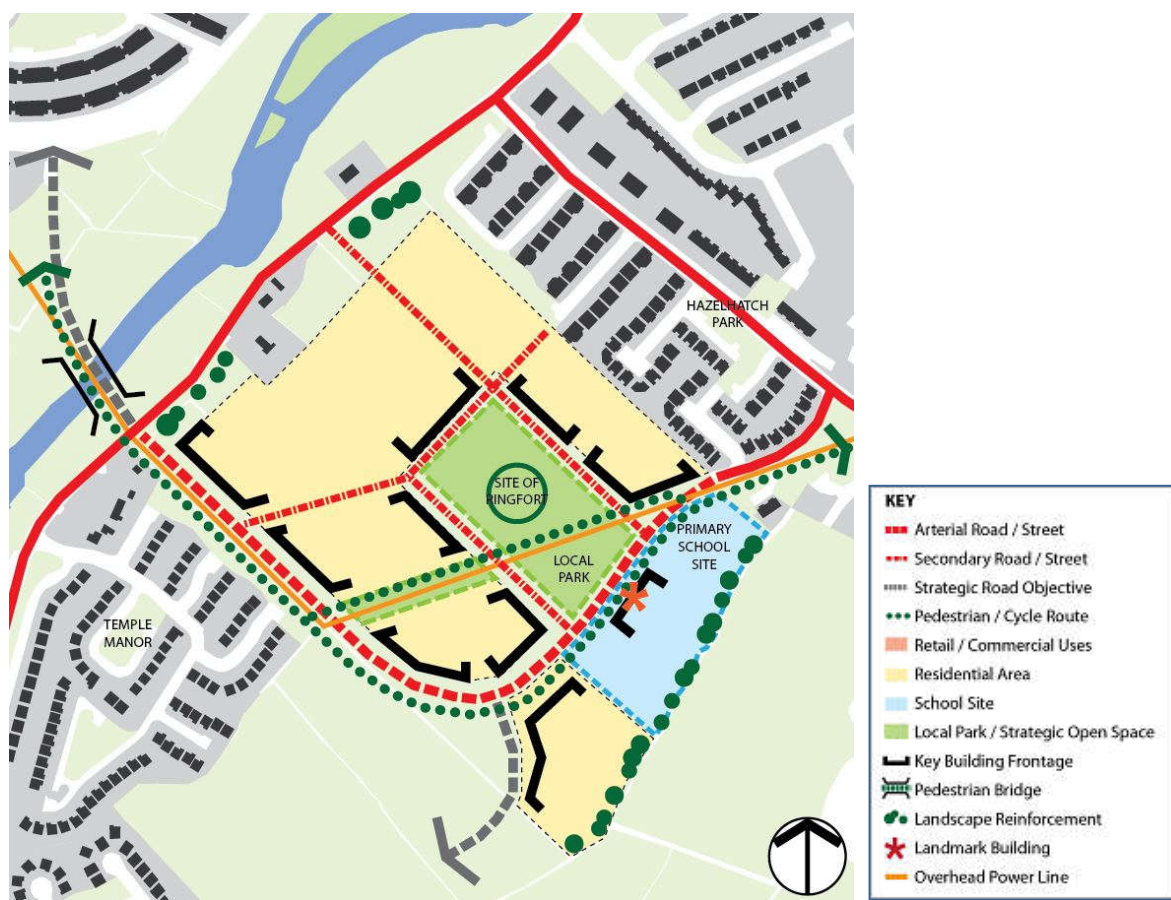 HAZELHATCH
PARK
SITE OF
RINGFORT
PRIMARY
SCHOOL
SITE
LOCAL
PARK
TEMPLE
MANOR
KEY
Arterial Road / Street
Secondary Road / Street
Strategic Road Objective
Pedestrian / Cycle Route
Retail / Commercial Uses
Residential Area
School Site
Local Park / Strategic Open Space
Key Building Frontage
Pedestrian Bridge
Landscape Reinforcement
Landmark Building
Overhead Power Line